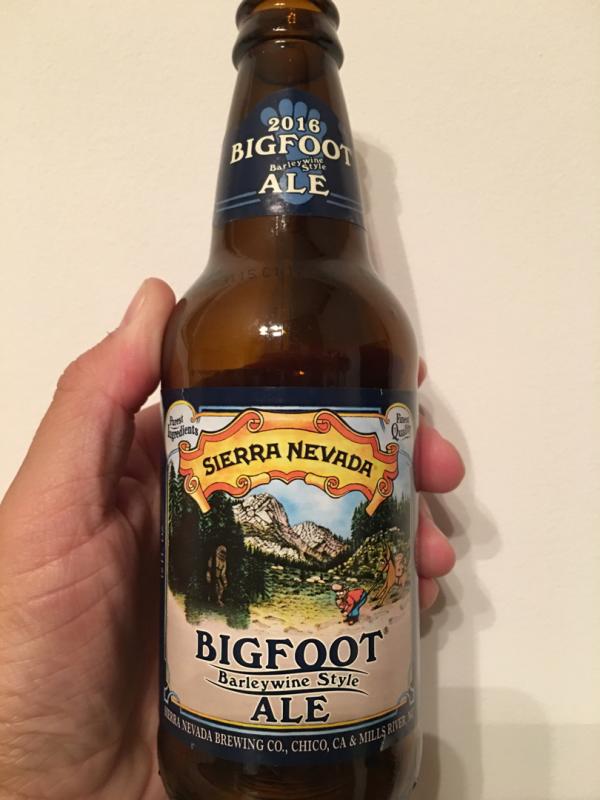 2016
BIGFOOT
Barleywine
Style
ALE
Purest
Ingredients
Finest
Quality
SIERRA NEVADA
BIGFOOT®
Barleywine Style
ALE
SIERRA NEVADA BREWING CO., CHICO, CA & MILLS RIVER,